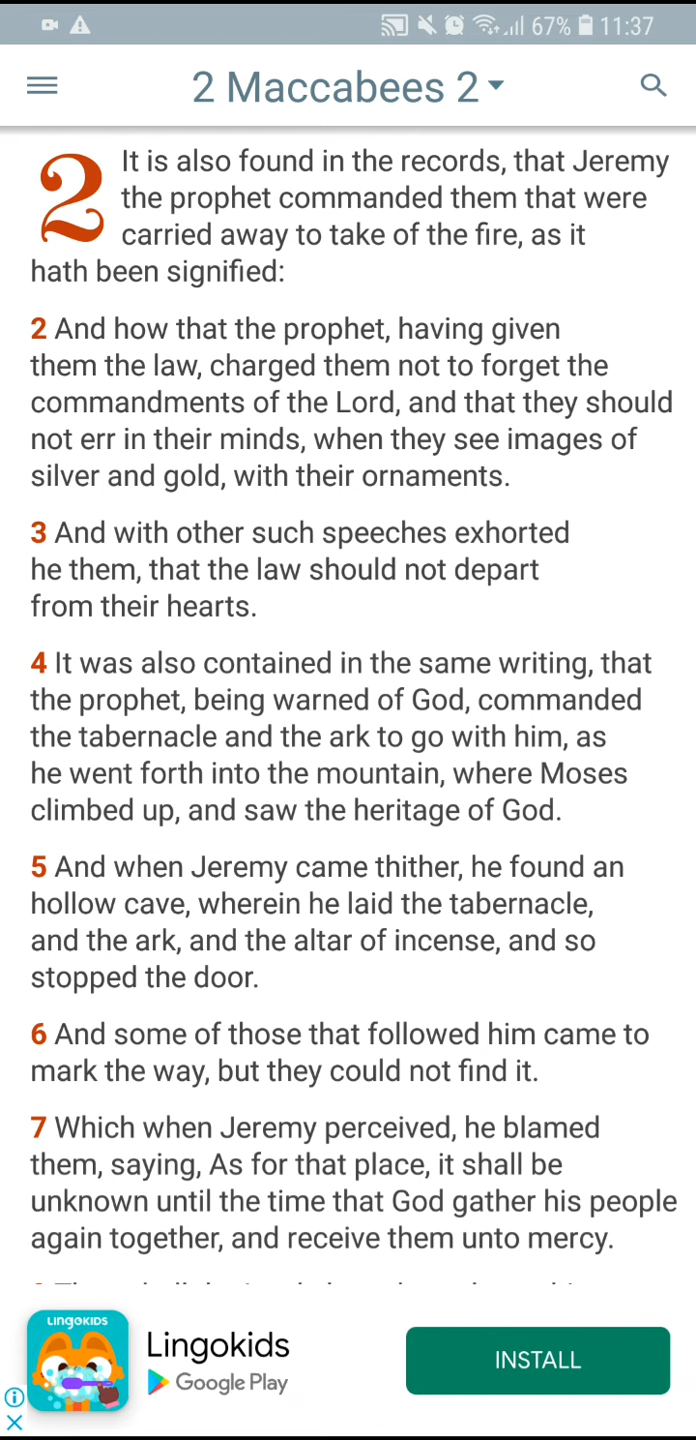 67% 11:37
2 Maccabees 2
2 It is also found in the records, that Jeremy
the prophet commanded them that were
carried away to take of the fire, as it
hath been signified:
2 And how that the prophet, having given
them the law, charged them not to forget the
commandments of the Lord, and that they should
not err in their minds, when they see images of
silver and gold, with their ornaments.
3 And with other such speeches exhorted
he them, that the law should not depart
from their hearts.
4 It was also contained in the same writing, that
the prophet, being warned of God, commanded
the tabernacle and the ark to go with him, as
he went forth into the mountain, where Moses
climbed up, and saw the heritage of God.
5 And when Jeremy came thither, he found an
hollow cave, wherein he laid the tabernacle,
and the ark, and the altar of incense, and so
stopped the door.
6 And some of those that followed him came to
mark the way, but they could not find it.
7 Which when Jeremy perceived, he blamed
them, saying, As for that place, it shall be
unknown until the time that God gather his people
again together, and receive them unto mercy.
LINGOKIDS
Lingokids
Google Play
INSTALL